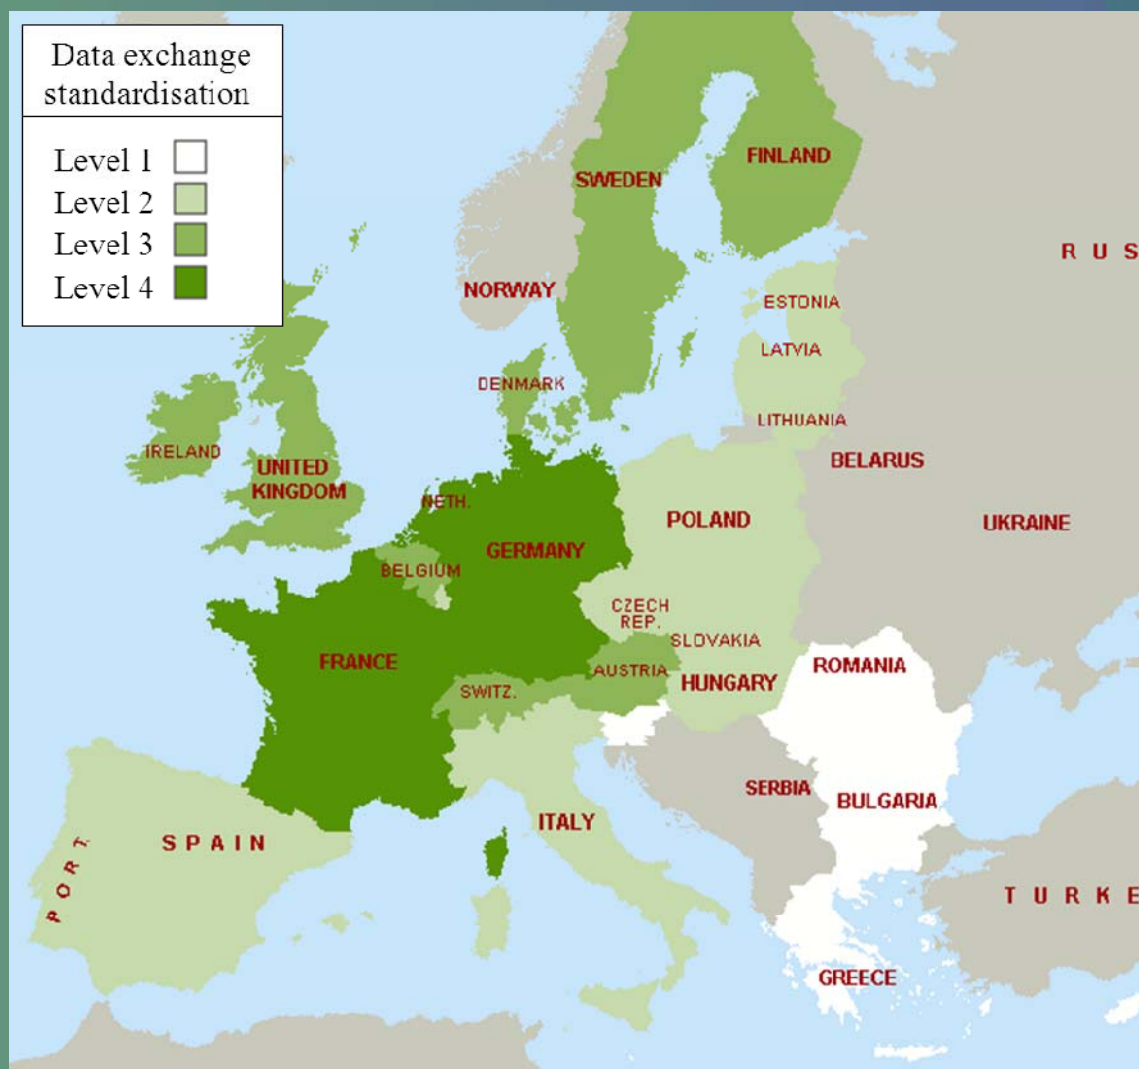 Data exchange
standardisation
Level 1
Level 2
Level 3
Level 4
FINLAND
SWEDEN
R U S
NORWAY
ESTONIA
LATVIA
DENMARK
LITHUANIA
IRELAND
BELARUS
UNITED
KINGDOM
NETH.
POLAND
UKRAINE
GERMANY
BELGIUM
CZECH
REP.
SLOVAKIA
FRANCE
AUSTRIA
ROMANIA
SWITZ.
HUNGARY
SERBIA
BULGARIA
ITALY
S P A I N
P O R T.
T U R K E
GREECE